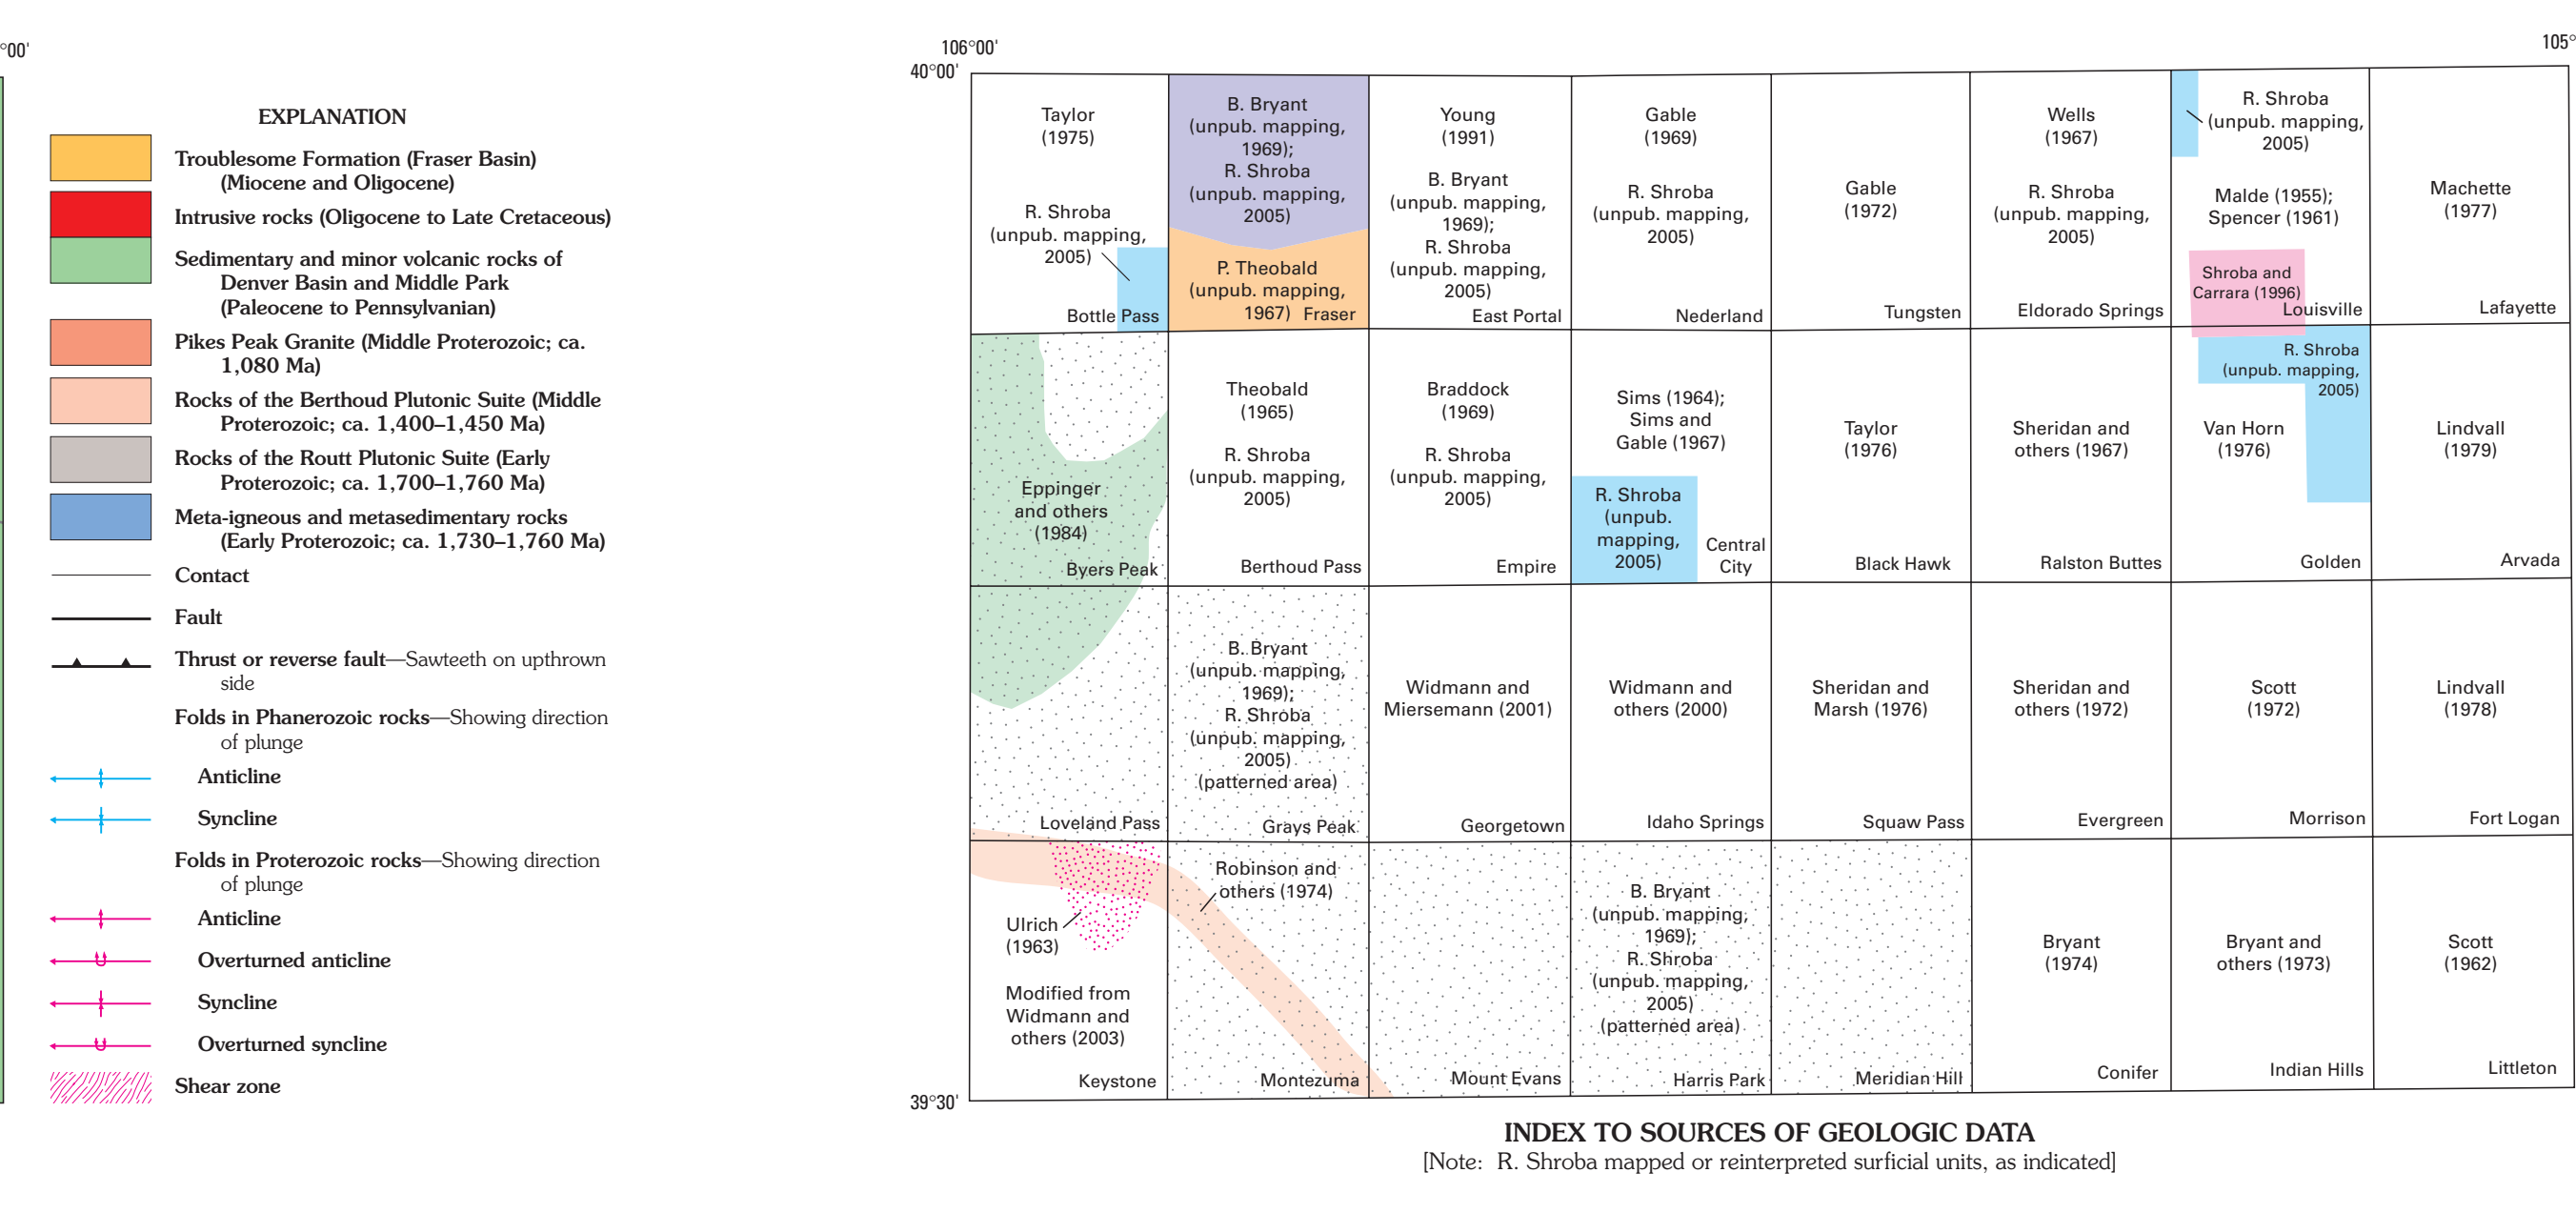 °00'
EXPLANATION
Troublesome Formation (Fraser Basin)
(Miocene and Oligocene)
Intrusive rocks (Oligocene to Late Cretaceous)
Sedimentary and minor volcanic rocks of
Denver Basin and Middle Park
(Paleocene to Pennsylvanian)
Pikes Peak Granite (Middle Proterozoic; ca.
1,080 Ma)
Rocks of the Berthoud Plutonic Suite (Middle
Proterozoic; ca. 1,400–1,450 Ma)
Rocks of the Routt Plutonic Suite (Early
Proterozoic; ca. 1,700–1,760 Ma)
Meta-igneous and metasedimentary rocks
(Early Proterozoic; ca. 1,730–1,760 Ma)
Contact
Fault
Thrust or reverse fault—Sawteeth on upthrown
side
Folds in Phanerozoic rocks—Showing direction
of plunge
Anticline
Syncline
Folds in Proterozoic rocks—Showing direction
of plunge
Anticline
Overturned anticline
Syncline
Overturned syncline
Shear zone
106°00'
105°
40°00'
Taylor
(1975)
R. Shroba
(unpub. mapping,
2005)
Bottle Pass
B. Bryant
(unpub. mapping,
1969);
R. Shroba
(unpub. mapping,
2005)
P. Theobald
(unpub. mapping,
1967)
Fraser
Young
(1991)
B. Bryant
(unpub. mapping,
1969);
R. Shroba
(unpub. mapping,
2005)
East Portal
Gable
(1969)
R. Shroba
(unpub. mapping,
2005)
Nederland
Gable
(1972)
Tungsten
Wells
(1967)
R. Shroba
(unpub. mapping,
2005)
Eldorado Springs
R. Shroba
(unpub. mapping,
2005)
Malde (1955);
Spencer (1961)
Shroba and
Carrara (1996)
Louisville
Machette
(1977)
Lafayette
Eppinger
and others
(1984)
Byers Peak
Theobald
(1965)
R. Shroba
(unpub. mapping,
2005)
Berthoud Pass
Braddock
(1969)
R. Shroba
(unpub. mapping,
2005)
Empire
Sims (1964);
Sims and
Gable (1967)
R. Shroba
(unpub.
mapping,
2005)
Central
City
Taylor
(1976)
Black Hawk
Sheridan and
others (1967)
Ralston Buttes
R. Shroba
(unpub. mapping,
2005)
Van Horn
(1976)
Golden
Lindvall
(1979)
Arvada
Loveland Pass
B. Bryant
(unpub. mapping,
1969);
R. Shroba
(unpub. mapping,
2005)
(patterned area)
Grays Peak
Widmann and
Miersemann (2001)
Georgetown
Widmann and
others (2000)
Idaho Springs
Sheridan and
Marsh (1976)
Squaw Pass
Sheridan and
others (1972)
Evergreen
Scott
(1972)
Morrison
Lindvall
(1978)
Fort Logan
Ulrich
(1963)
Modified from
Widmann and
others (2003)
Keystone
Robinson and
others (1974)
Montezuma
Mount Evans
B. Bryant
(unpub. mapping,
1969);
R. Shroba
(unpub. mapping,
2005)
(patterned area)
Harris Park
Meridian Hill
Bryant
(1974)
Conifer
Bryant and
others (1973)
Indian Hills
Scott
(1962)
Littleton
39°30'
INDEX TO SOURCES OF GEOLOGIC DATA
[Note: R. Shroba mapped or reinterpreted surficial units, as indicated]